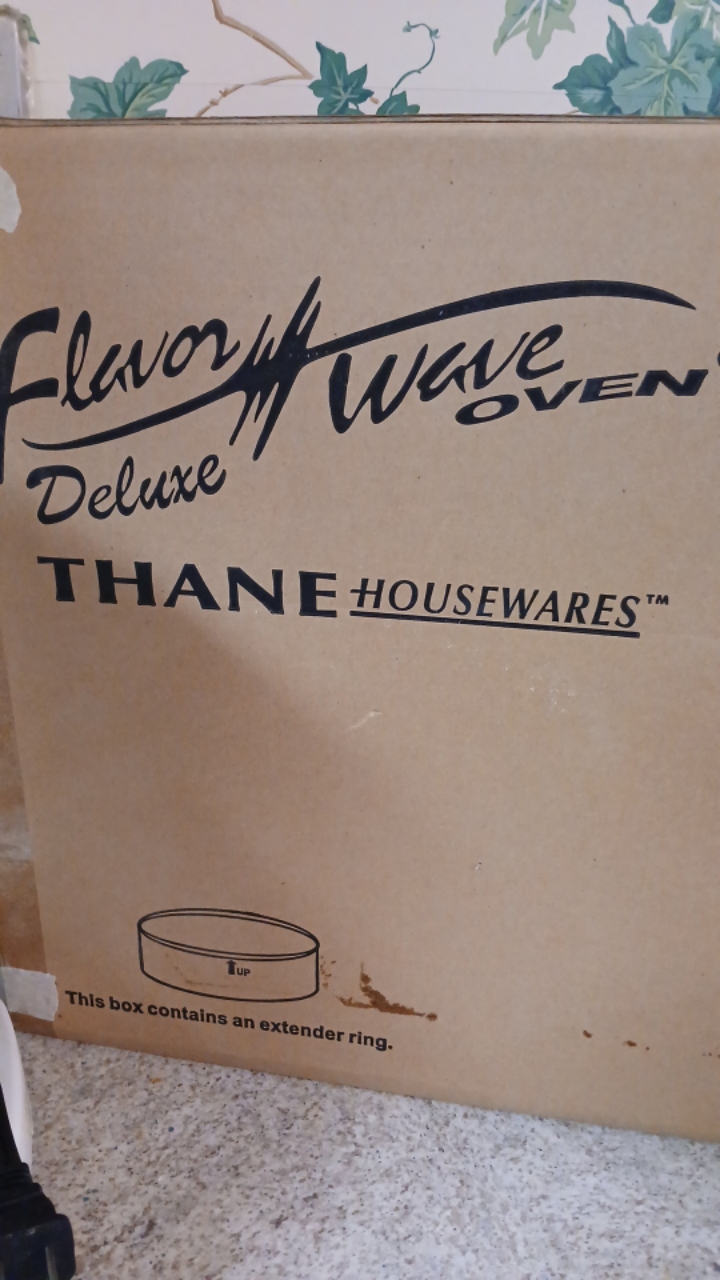 Flavor Wave
OVEN
Deluxe
THANE HOUSEWARES™
UP
This box contains an extender ring.